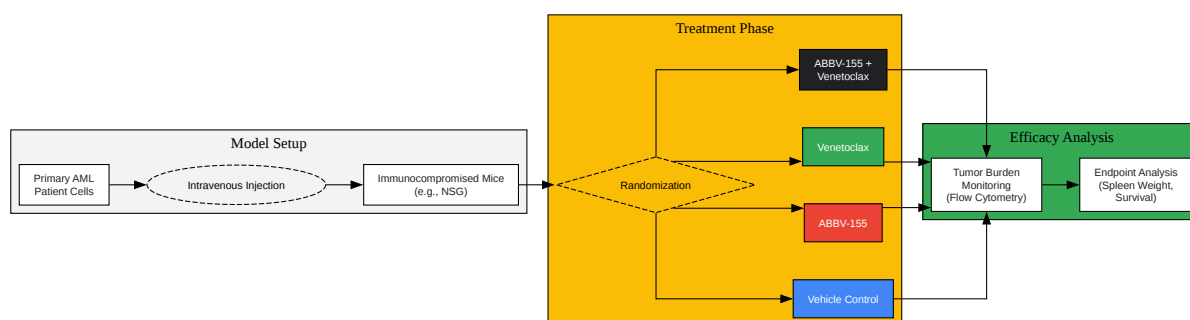 Model Setup
Primary AML
Patient Cells
Intravenous Injection
Immunocompromised Mice
(e.g., NSG)
Treatment Phase
Randomization
ABBV-155 +
Venetoclax
Venetoclax
ABBV-155
Vehicle Control
Efficacy Analysis
Tumor Burden
Monitoring
(Flow Cytometry)
Endpoint Analysis
(Spleen Weight,
Survival)